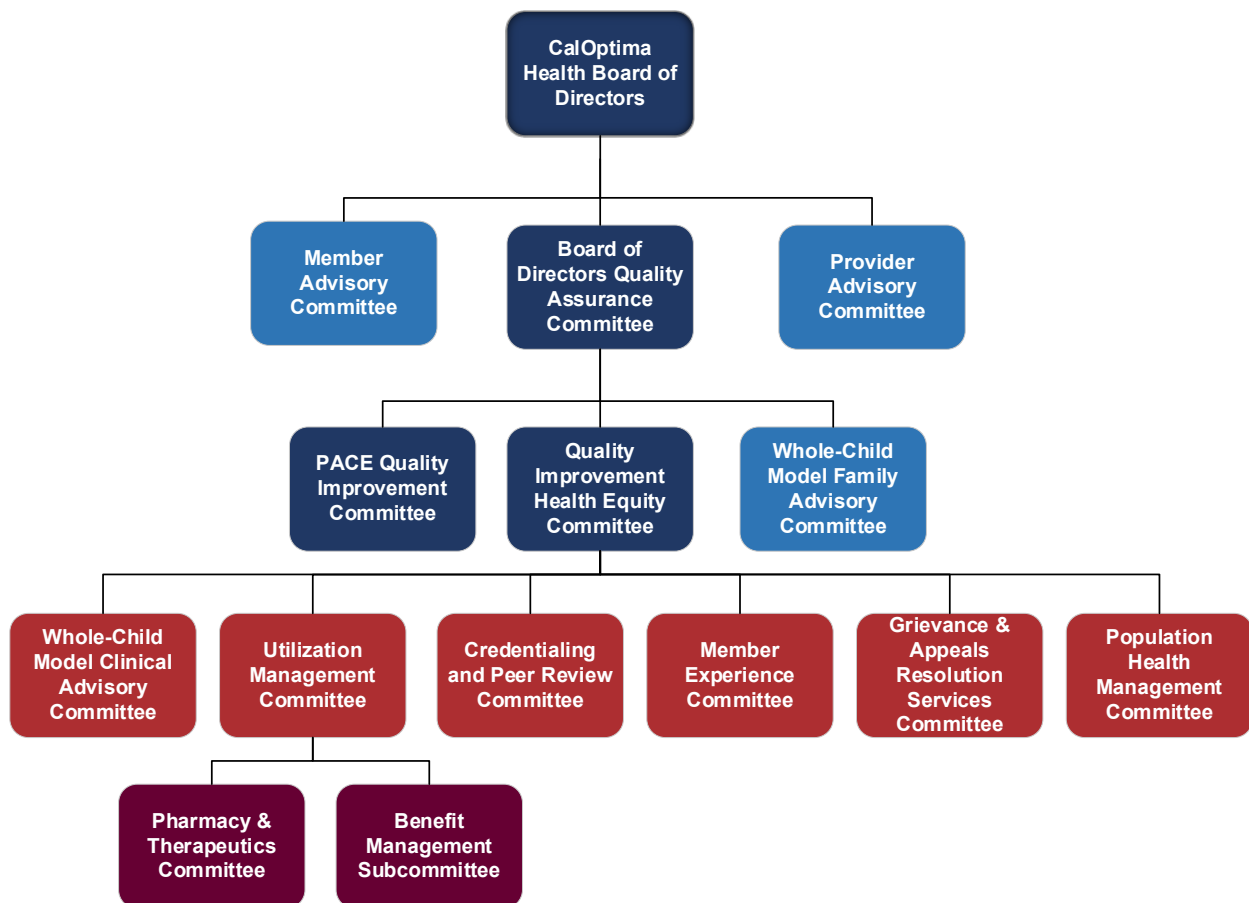 CalOptima
Health Board of
Directors
Member
Advisory
Committee
Board of
Directors Quality
Assurance
Committee
Provider
Advisory
Committee
PACE Quality
Improvement
Committee
Quality
Improvement
Health Equity
Committee
Whole-Child
Model Family
Advisory
Committee
Whole-Child
Model Clinical
Advisory
Committee
Utilization
Management
Committee
Credentialing
and Peer Review
Committee
Member
Experience
Committee
Grievance &
Appeals
Resolution
Services
Committee
Population
Health
Management
Committee
Pharmacy &
Therapeutics
Committee
Benefit
Management
Subcommittee